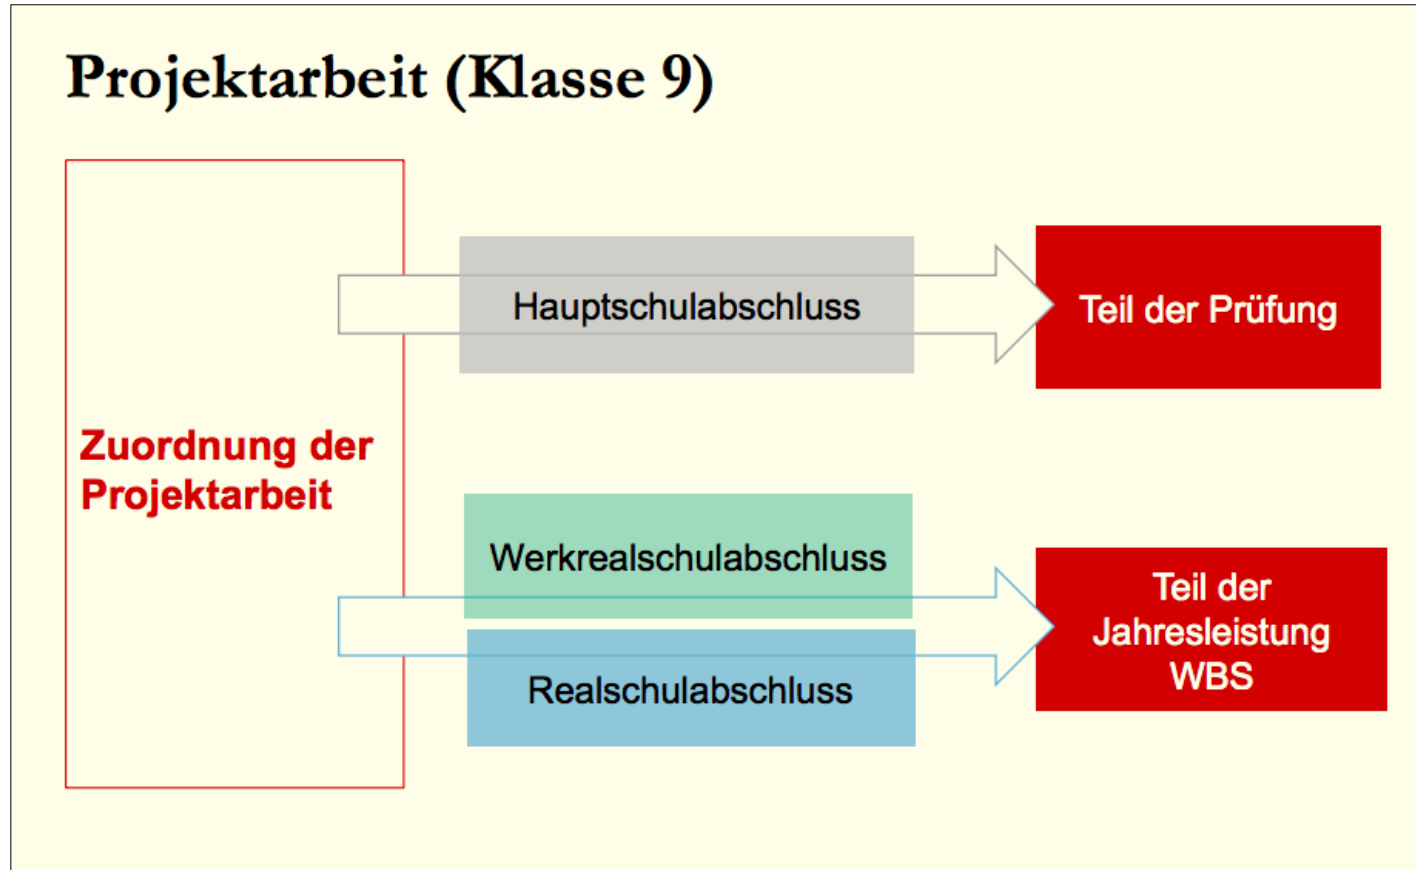 Projektarbeit (Klasse 9)
Hauptschulabschluss
Teil der Prüfung
Zuordnung der
Projektarbeit
Werkrealschulabschluss
Realschulabschluss
Teil der
Jahresleistung
WBS